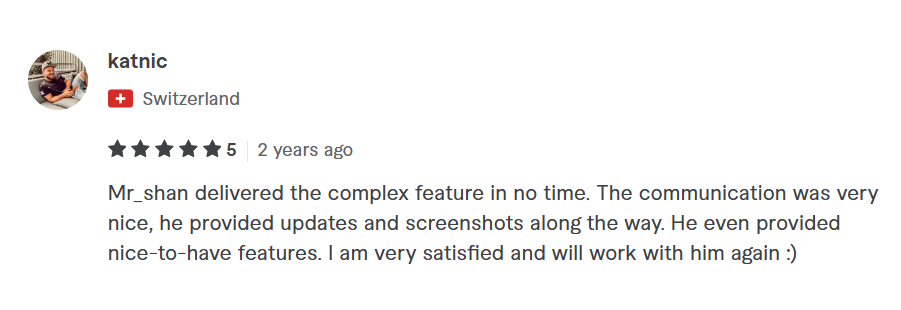 katnic
Switzerland
5 2 years ago
Mr_shan delivered the complex feature in no time. The communication was very
nice, he provided updates and screenshots along the way. He even provided
nice-to-have features. I am very satisfied and will work with him again :)